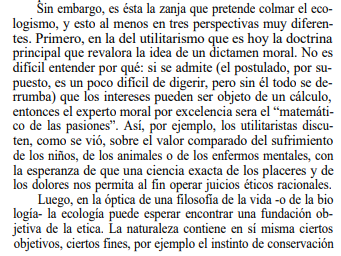 Sin embargo, es ésta la zanja que pretende colmar el eco-
logismo, y esto al menos en tres perspectivas muy diferen-
tes. Primero, en la del utilitarismo que es hoy la doctrina
principal que revalora la idea de un dictamen moral. No es
difícil entender por qué: si se admite (el postulado, por su-
puesto, es un poco difícil de digerir, pero sin él todo se de-
rrumba) que los intereses pueden ser objeto de un cálculo,
entonces el experto moral por excelencia sera el “matemáti-
co de las pasiones”. Así, por ejemplo, los utilitaristas discu-
ten, como se vió, sobre el valor comparado del sufrimiento
de los niños, de los animales o de los enfermos mentales, con
la esperanza de que una ciencia exacta de los placeres y de
los dolores nos permita al fin operar juicios éticos racionales.
Luego, en la óptica de una filosofía de la vida -o de la bio
logía- la ecología puede esperar encontrar una fundación ob-
jetiva de la etica. La naturaleza contiene en sí misma ciertos
objetivos, ciertos fines, por ejemplo el instinto de conservación